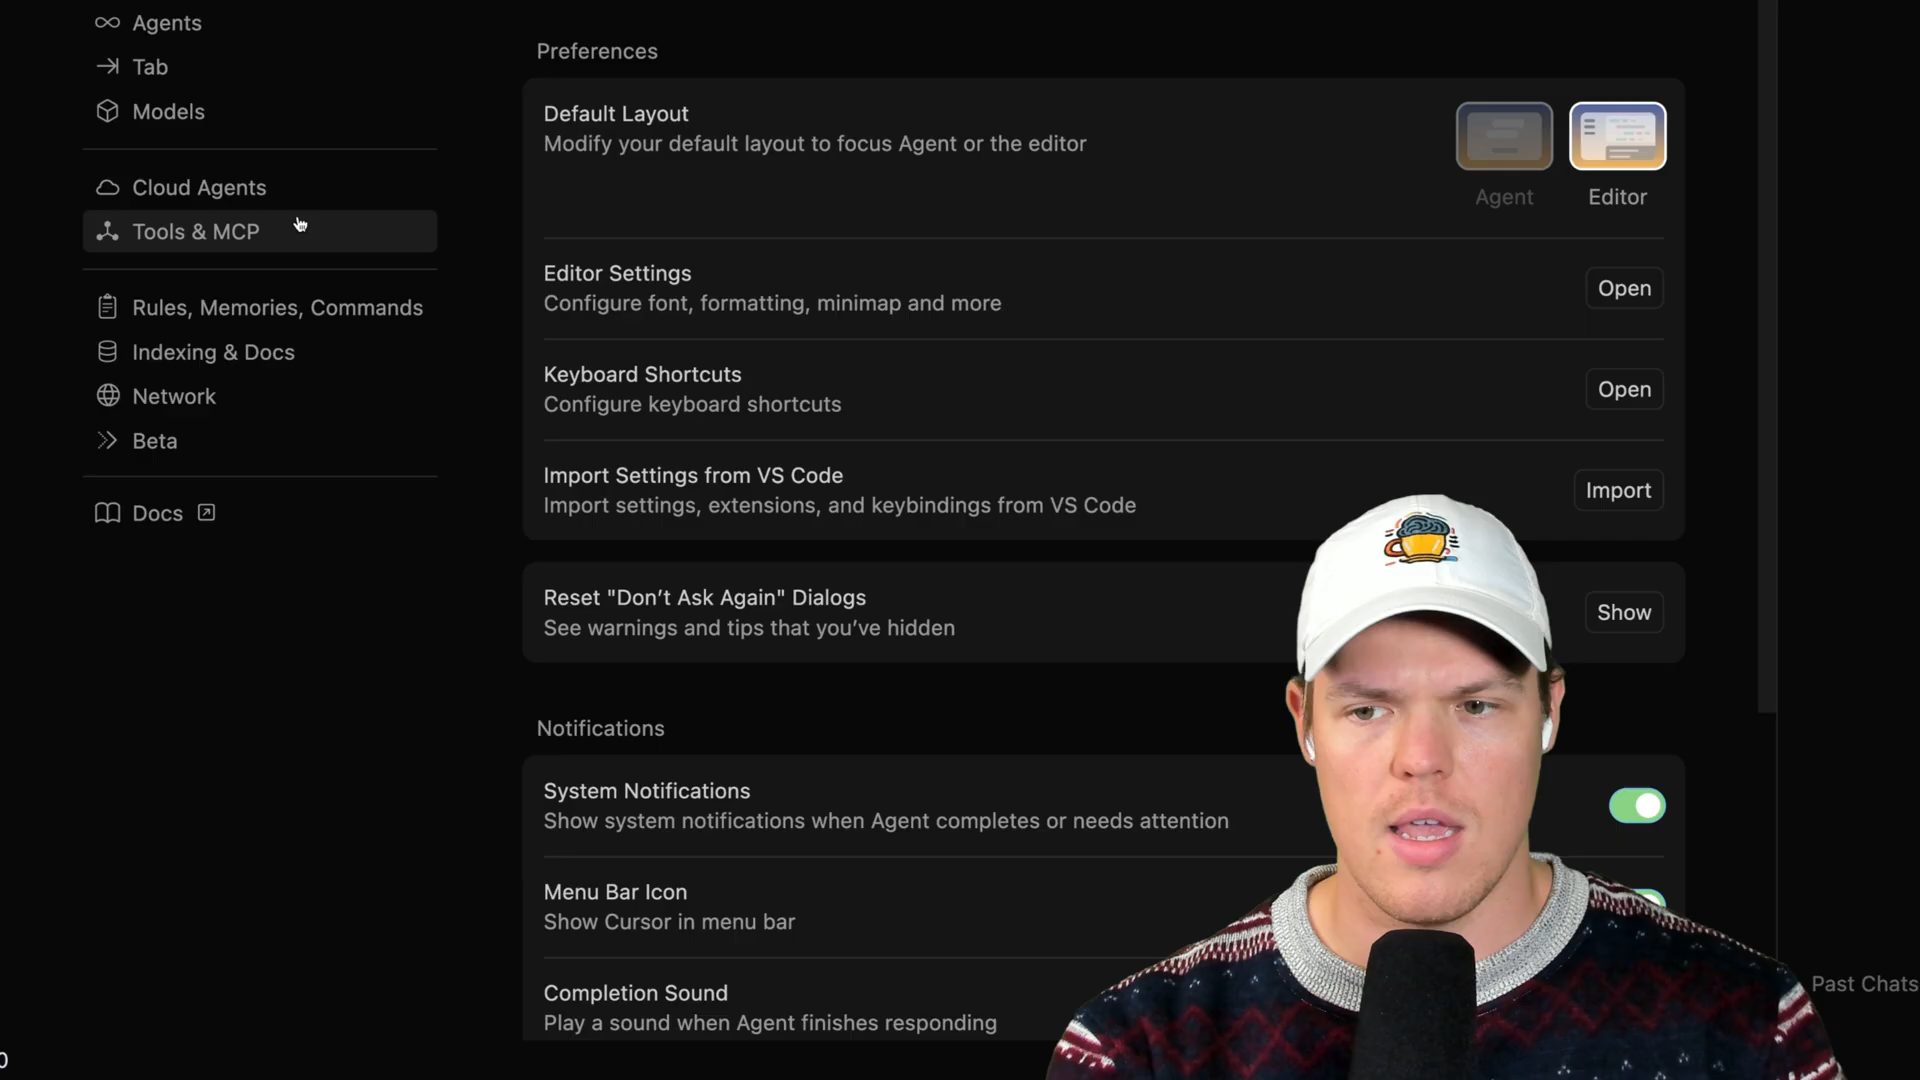 Agents
Tab
Models
Cloud Agents
Tools & MCP
Rules, Memories, Commands
Indexing & Docs
Network
Beta
Docs
Preferences
Default Layout
Modify your default layout to focus Agent or the editor
Agent
Editor
Editor Settings
Configure font, formatting, minimap and more
Open
Keyboard Shortcuts
Configure keyboard shortcuts
Open
Import Settings from VS Code
Import settings, extensions, and keybindings from VS Code
Import
Reset "Don't Ask Again" Dialogs
See warnings and tips that you've hidden
Show
Notifications
System Notifications
Show system notifications when Agent completes or needs attention
Menu Bar Icon
Show Cursor in menu bar
Completion Sound
Play a sound when Agent finishes responding
Past Chats
0